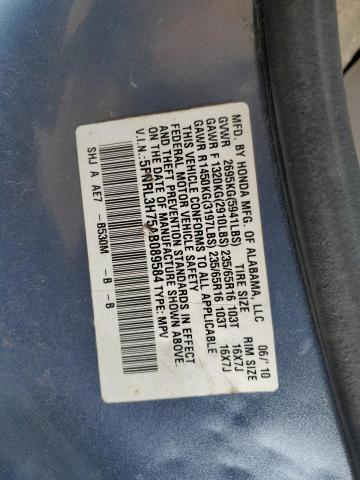 MFD. BY HONDA MFG. OF ALABAMA, LLC 06/'10
GVWR 2695KG(5941LBS) TIRE SIZE RIM SIZE
GAWR F 1320KG(2910LBS) 235/65R16 103T 16X7J
GAWR R 1450KG(3197LBS) 235/65R16 103T 16X7J
THIS VEHICLE CONFORMS TO ALL APPLICABLE
FEDERAL MOTOR VEHICLE SAFETY
AND THEFT PREVENTION STANDARDS IN EFFECT
ON THE DATE OF MANUFACTURE SHOWN ABOVE.
V.I.N.: TYPE: MPV
SHJ A AE7 -B530M -B -B